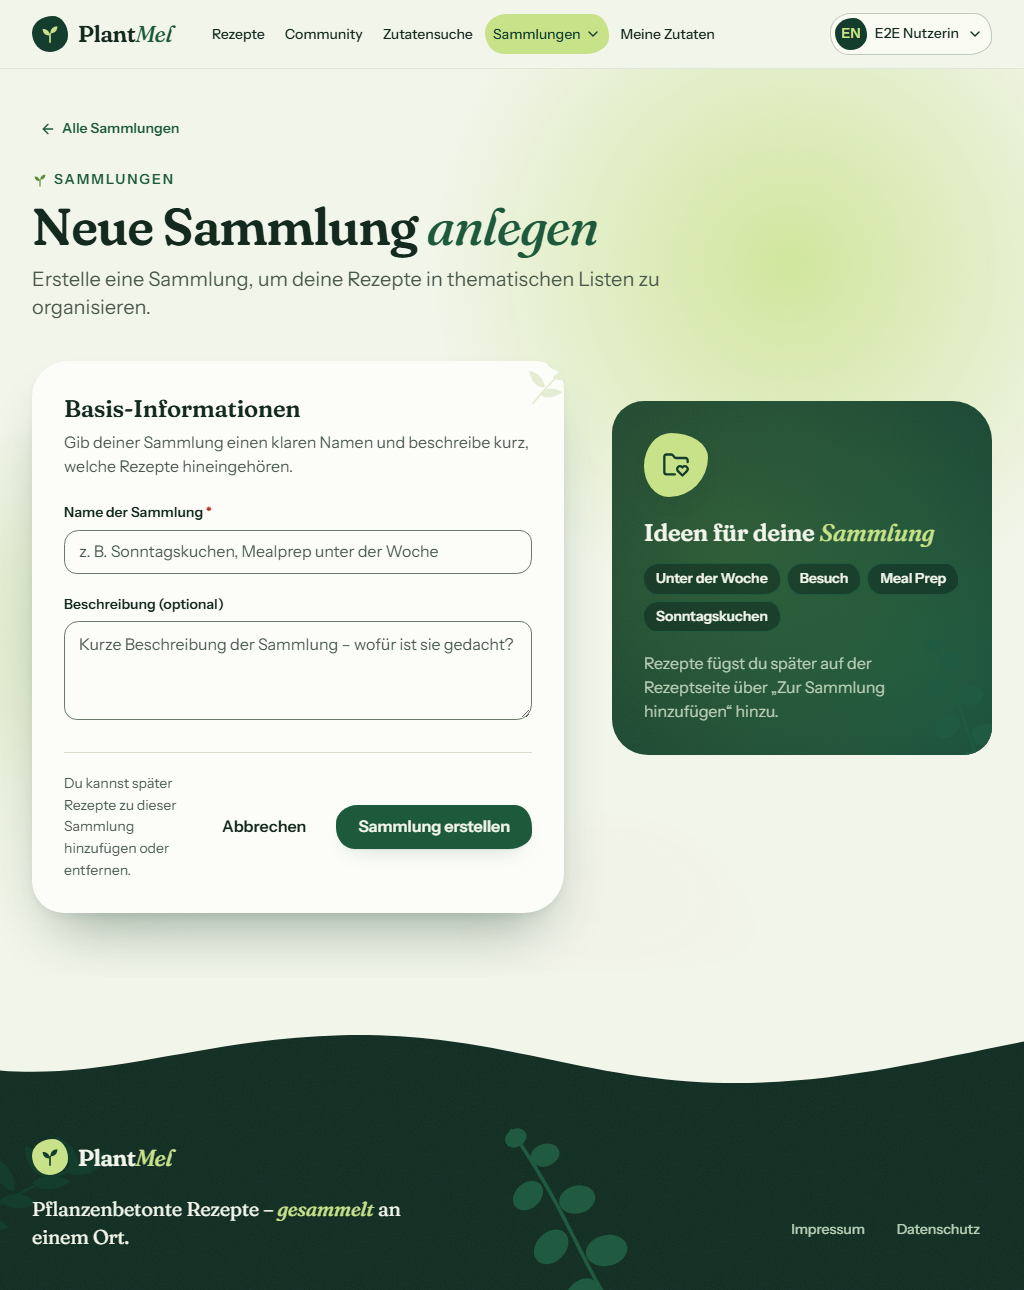 PlantMel
Rezepte
Community
Zutatensuche
Sammlungen
Meine Zutaten
EN
E2E Nutzerin
Alle Sammlungen
SAMMLUNGEN
Neue Sammlung anlegen
Erstelle eine Sammlung, um deine Rezepte in thematischen Listen zu
organisieren.
Basis-Informationen
Gib deiner Sammlung einen klaren Namen und beschreibe kurz,
welche Rezepte hineingehören.
Name der Sammlung *
z. B. Sonntagskuchen, Mealprep unter der Woche
Beschreibung (optional)
Kurze Beschreibung der Sammlung – wofür ist sie gedacht?
Du kannst später
Rezepte zu dieser
Sammlung
hinzufügen oder
entfernen.
Abbrechen
Sammlung erstellen
Ideen für deine Sammlung
Unter der Woche
Besuch
Meal Prep
Sonntagskuchen
Rezepte fügst du später auf der
Rezeptseite über „Zur Sammlung
hinzufügen“ hinzu.
PlantMel
Pflanzenbetonte Rezepte – gesammelt an
einem Ort.
Impressum
Datenschutz